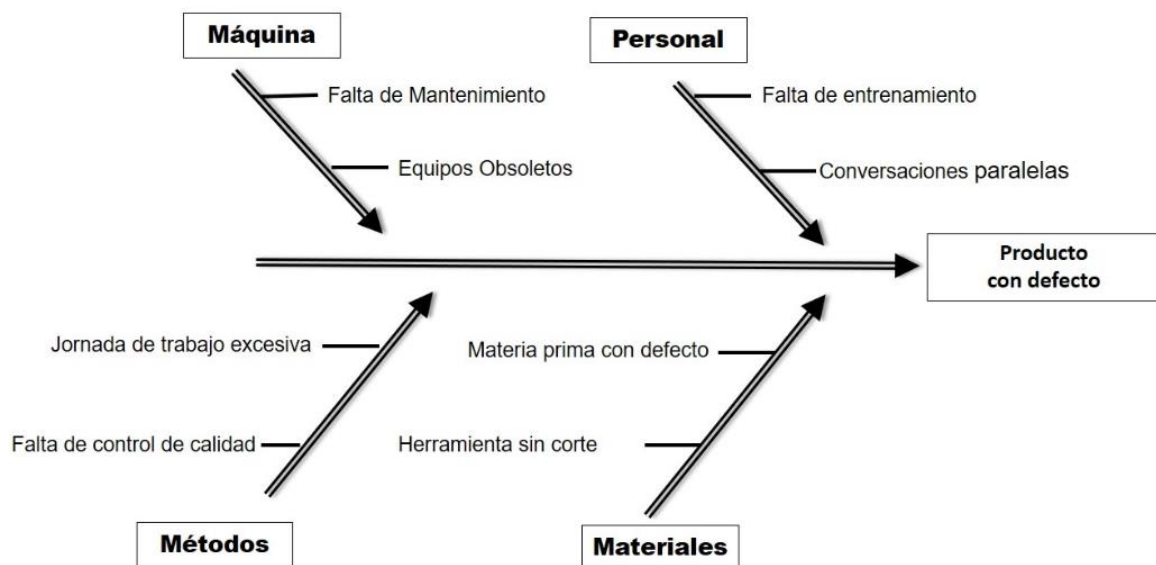 Máquina
Personal
Falta de Mantenimiento
Falta de entrenamiento
Equipos Obsoletos
Conversaciones paralelas
Producto
con defecto
Jornada de trabajo excesiva
Materia prima con defecto
Falta de control de calidad
Herramienta sin corte
Métodos
Materiales